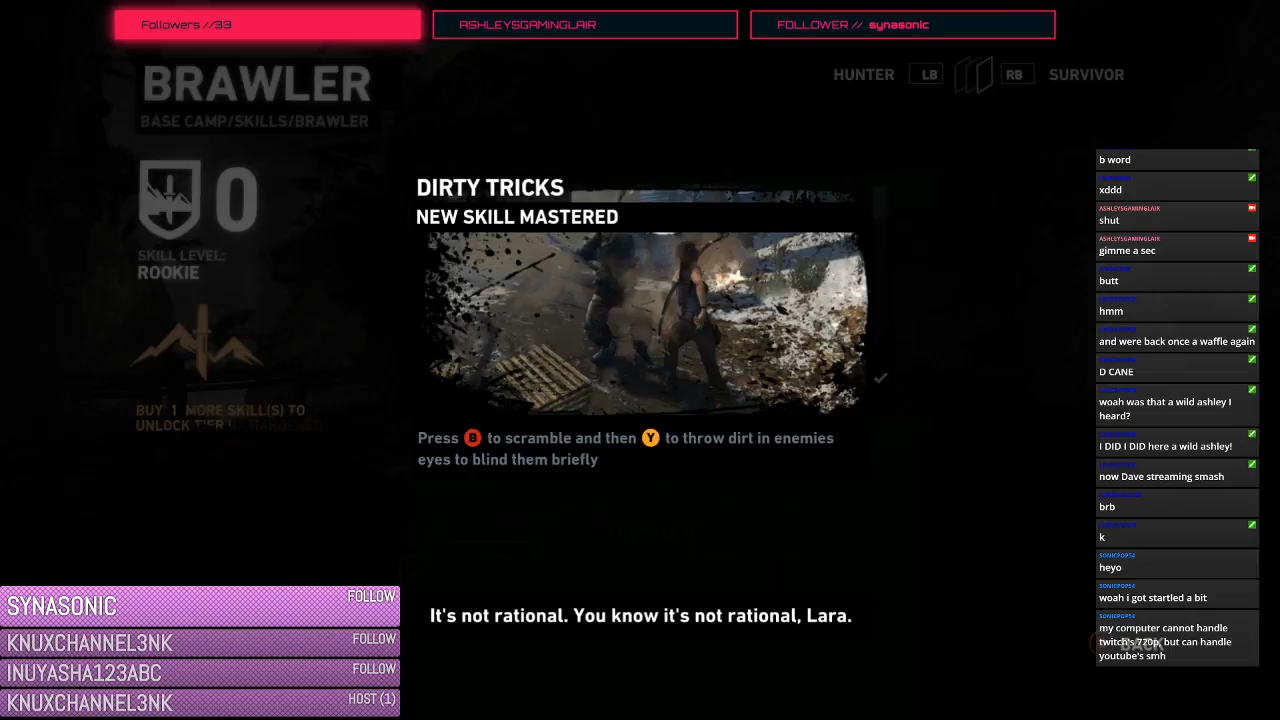 Followers //33
ASHLEYSGAMINGLAIR
FOLLOWER // synasonic
BRAWLER
BASE CAMP/SKILLS/BRAWLER
HUNTER LB RB SURVIVOR
0
SKILL LEVEL:
ROOKIE
BUY 1 MORE SKILL(S) TO
UNLOCK TIER
DIRTY TRICKS
NEW SKILL MASTERED
Press B to scramble and then Y to throw dirt in enemies
eyes to blind them briefly
It's not rational. You know it's not rational, Lara.
BACK
b word
xddd
ASHLEYSGAMINGLAIR
shut
ASHLEYSGAMINGLAIR
gimme a sec
butt
hmm
and were back once a waffle again
D CANE
woah was that a wild ashley I
heard?
I DID I DID here a wild ashley!
now Dave streaming smash
brb
k
SONICPOP54
heyo
SONICPOP54
woah i got startled a bit
SONICPOP54
my computer cannot handle
twitch's 720p, but can handle
youtube's smh
SYNASONIC FOLLOW
KNUXCHANNEL3NK FOLLOW
INUYASHA123ABC FOLLOW
KNUXCHANNEL3NK HOST (1)